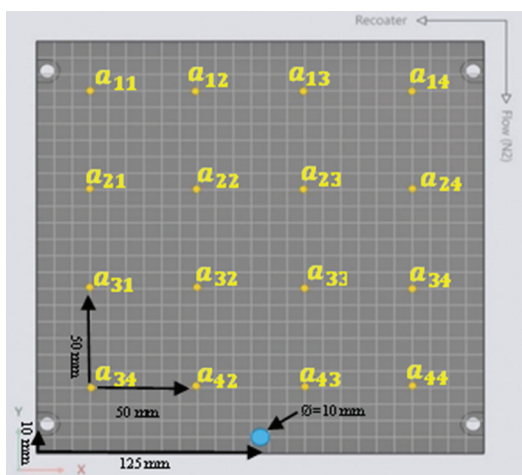 Recoater
Flow (N2)
a11 a12 a13 a14
a21 a22 a23 a24
a31 a32 a33 a34
50 mm
a34 a42 a43 a44
50 mm
Ø=10 mm
Y
10 mm
125 mm
X